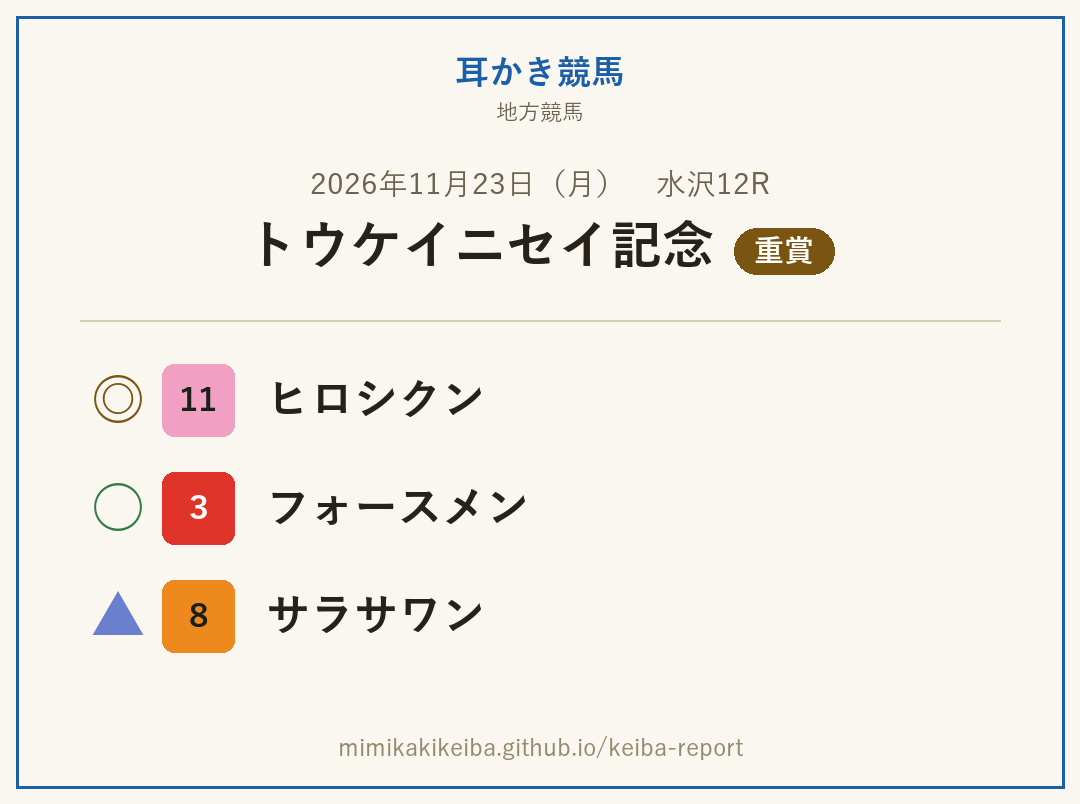 耳かき競馬
地方競馬
2026年11月23日（月）　水沢12R
トウケイニセイ記念 重賞
◎ 11 ヒロシクン
○ 3 フォースメン
▲ 8 サラサワン
mimikakikeiba.github.io/keiba-report